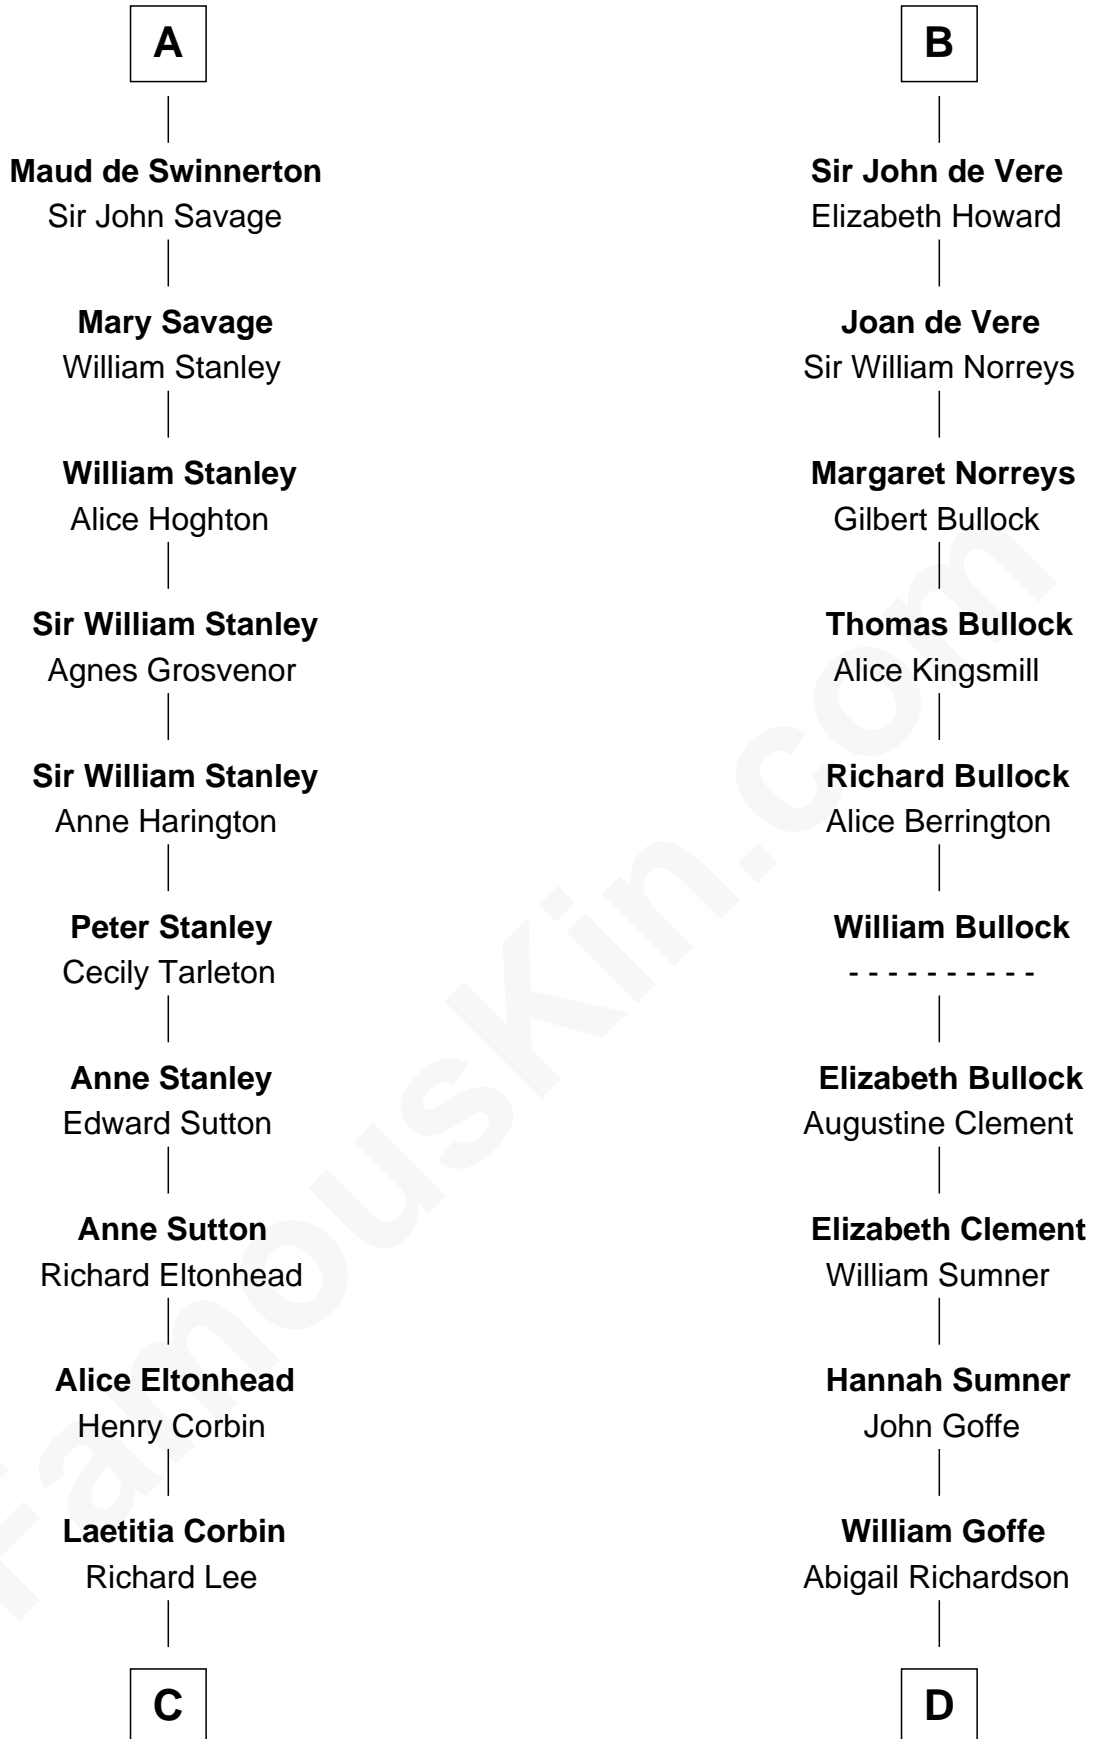 A
Maud de Swinnerton
Sir John Savage
Mary Savage
William Stanley
William Stanley
Alice Hoghton
Sir William Stanley
Agnes Grosvenor
Sir William Stanley
Anne Harington
Peter Stanley
Cecily Tarleton
Anne Stanley
Edward Sutton
Anne Sutton
Richard Eltonhead
Alice Eltonhead
Henry Corbin
Laetitia Corbin
Richard Lee
C
B
Sir John de Vere
Elizabeth Howard
Joan de Vere
Sir William Norreys
Margaret Norreys
Gilbert Bullock
Thomas Bullock
Alice Kingsmill
Richard Bullock
Alice Berrington
William Bullock
- - - - - - - - - -
Elizabeth Bullock
Augustine Clement
Elizabeth Clement
William Sumner
Hannah Sumner
John Goffe
William Goffe
Abigail Richardson
D
FamousKin.com